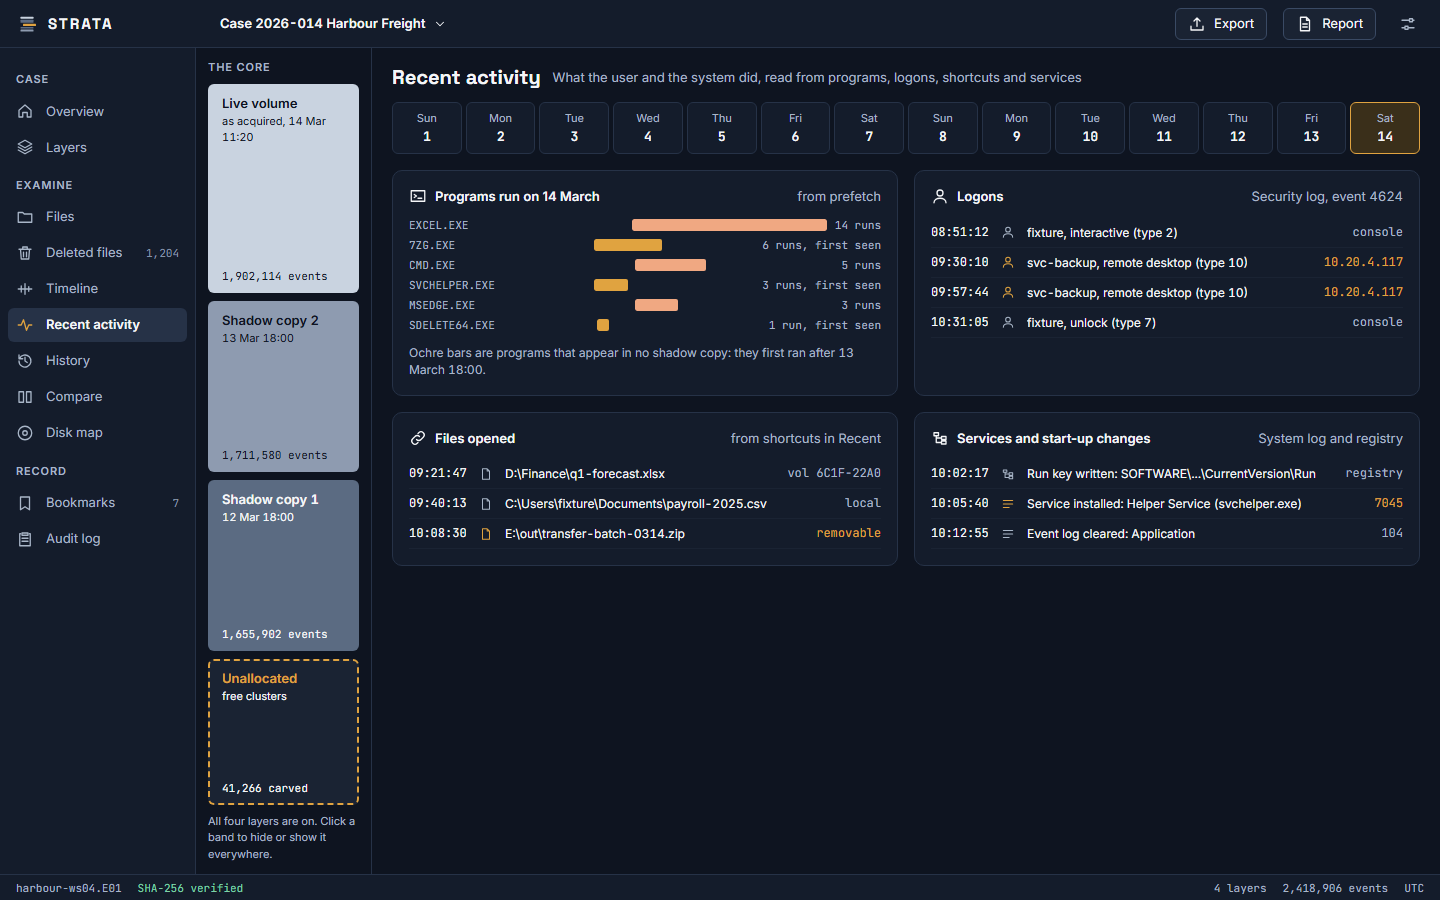 STRATA
Case 2026-014 Harbour Freight
Export
Report
CASE
Overview
Layers
EXAMINE
Files
Deleted files 1,204
Timeline
Recent activity
History
Compare
Disk map
RECORD
Bookmarks 7
Audit log
THE CORE
Live volume
as acquired, 14 Mar
11:20
1,902,114 events
Shadow copy 2
13 Mar 18:00
1,711,580 events
Shadow copy 1
12 Mar 18:00
1,655,902 events
Unallocated
free clusters
41,266 carved
All four layers are on. Click a
band to hide or show it
everywhere.
Recent activity What the user and the system did, read from programs, logons, shortcuts and services
Sun Mon Tue Wed Thu Fri Sat Sun Mon Tue Wed Thu Fri Sat
1 2 3 4 5 6 7 8 9 10 11 12 13 14
Programs run on 14 March from prefetch
EXCEL.EXE 14 runs
7ZG.EXE 6 runs, first seen
CMD.EXE 5 runs
SVCHELPER.EXE 3 runs, first seen
MSEDGE.EXE 3 runs
SDELETE64.EXE 1 run, first seen
Ochre bars are programs that appear in no shadow copy: they first ran after 13
March 18:00.
Logons Security log, event 4624
08:51:12 fixture, interactive (type 2) console
09:30:10 svc-backup, remote desktop (type 10) 10.20.4.117
09:57:44 svc-backup, remote desktop (type 10) 10.20.4.117
10:31:05 fixture, unlock (type 7) console
Files opened from shortcuts in Recent
09:21:47 D:\Finance\q1-forecast.xlsx vol 6C1F-22A0
09:40:13 C:\Users\fixture\Documents\payroll-2025.csv local
10:08:30 E:\out\transfer-batch-0314.zip removable
Services and start-up changes System log and registry
10:02:17 Run key written: SOFTWARE\...\CurrentVersion\Run registry
10:05:40 Service installed: Helper Service (svchelper.exe) 7045
10:12:55 Event log cleared: Application 104
harbour-ws04.E01 SHA-256 verified
4 layers 2,418,906 events UTC